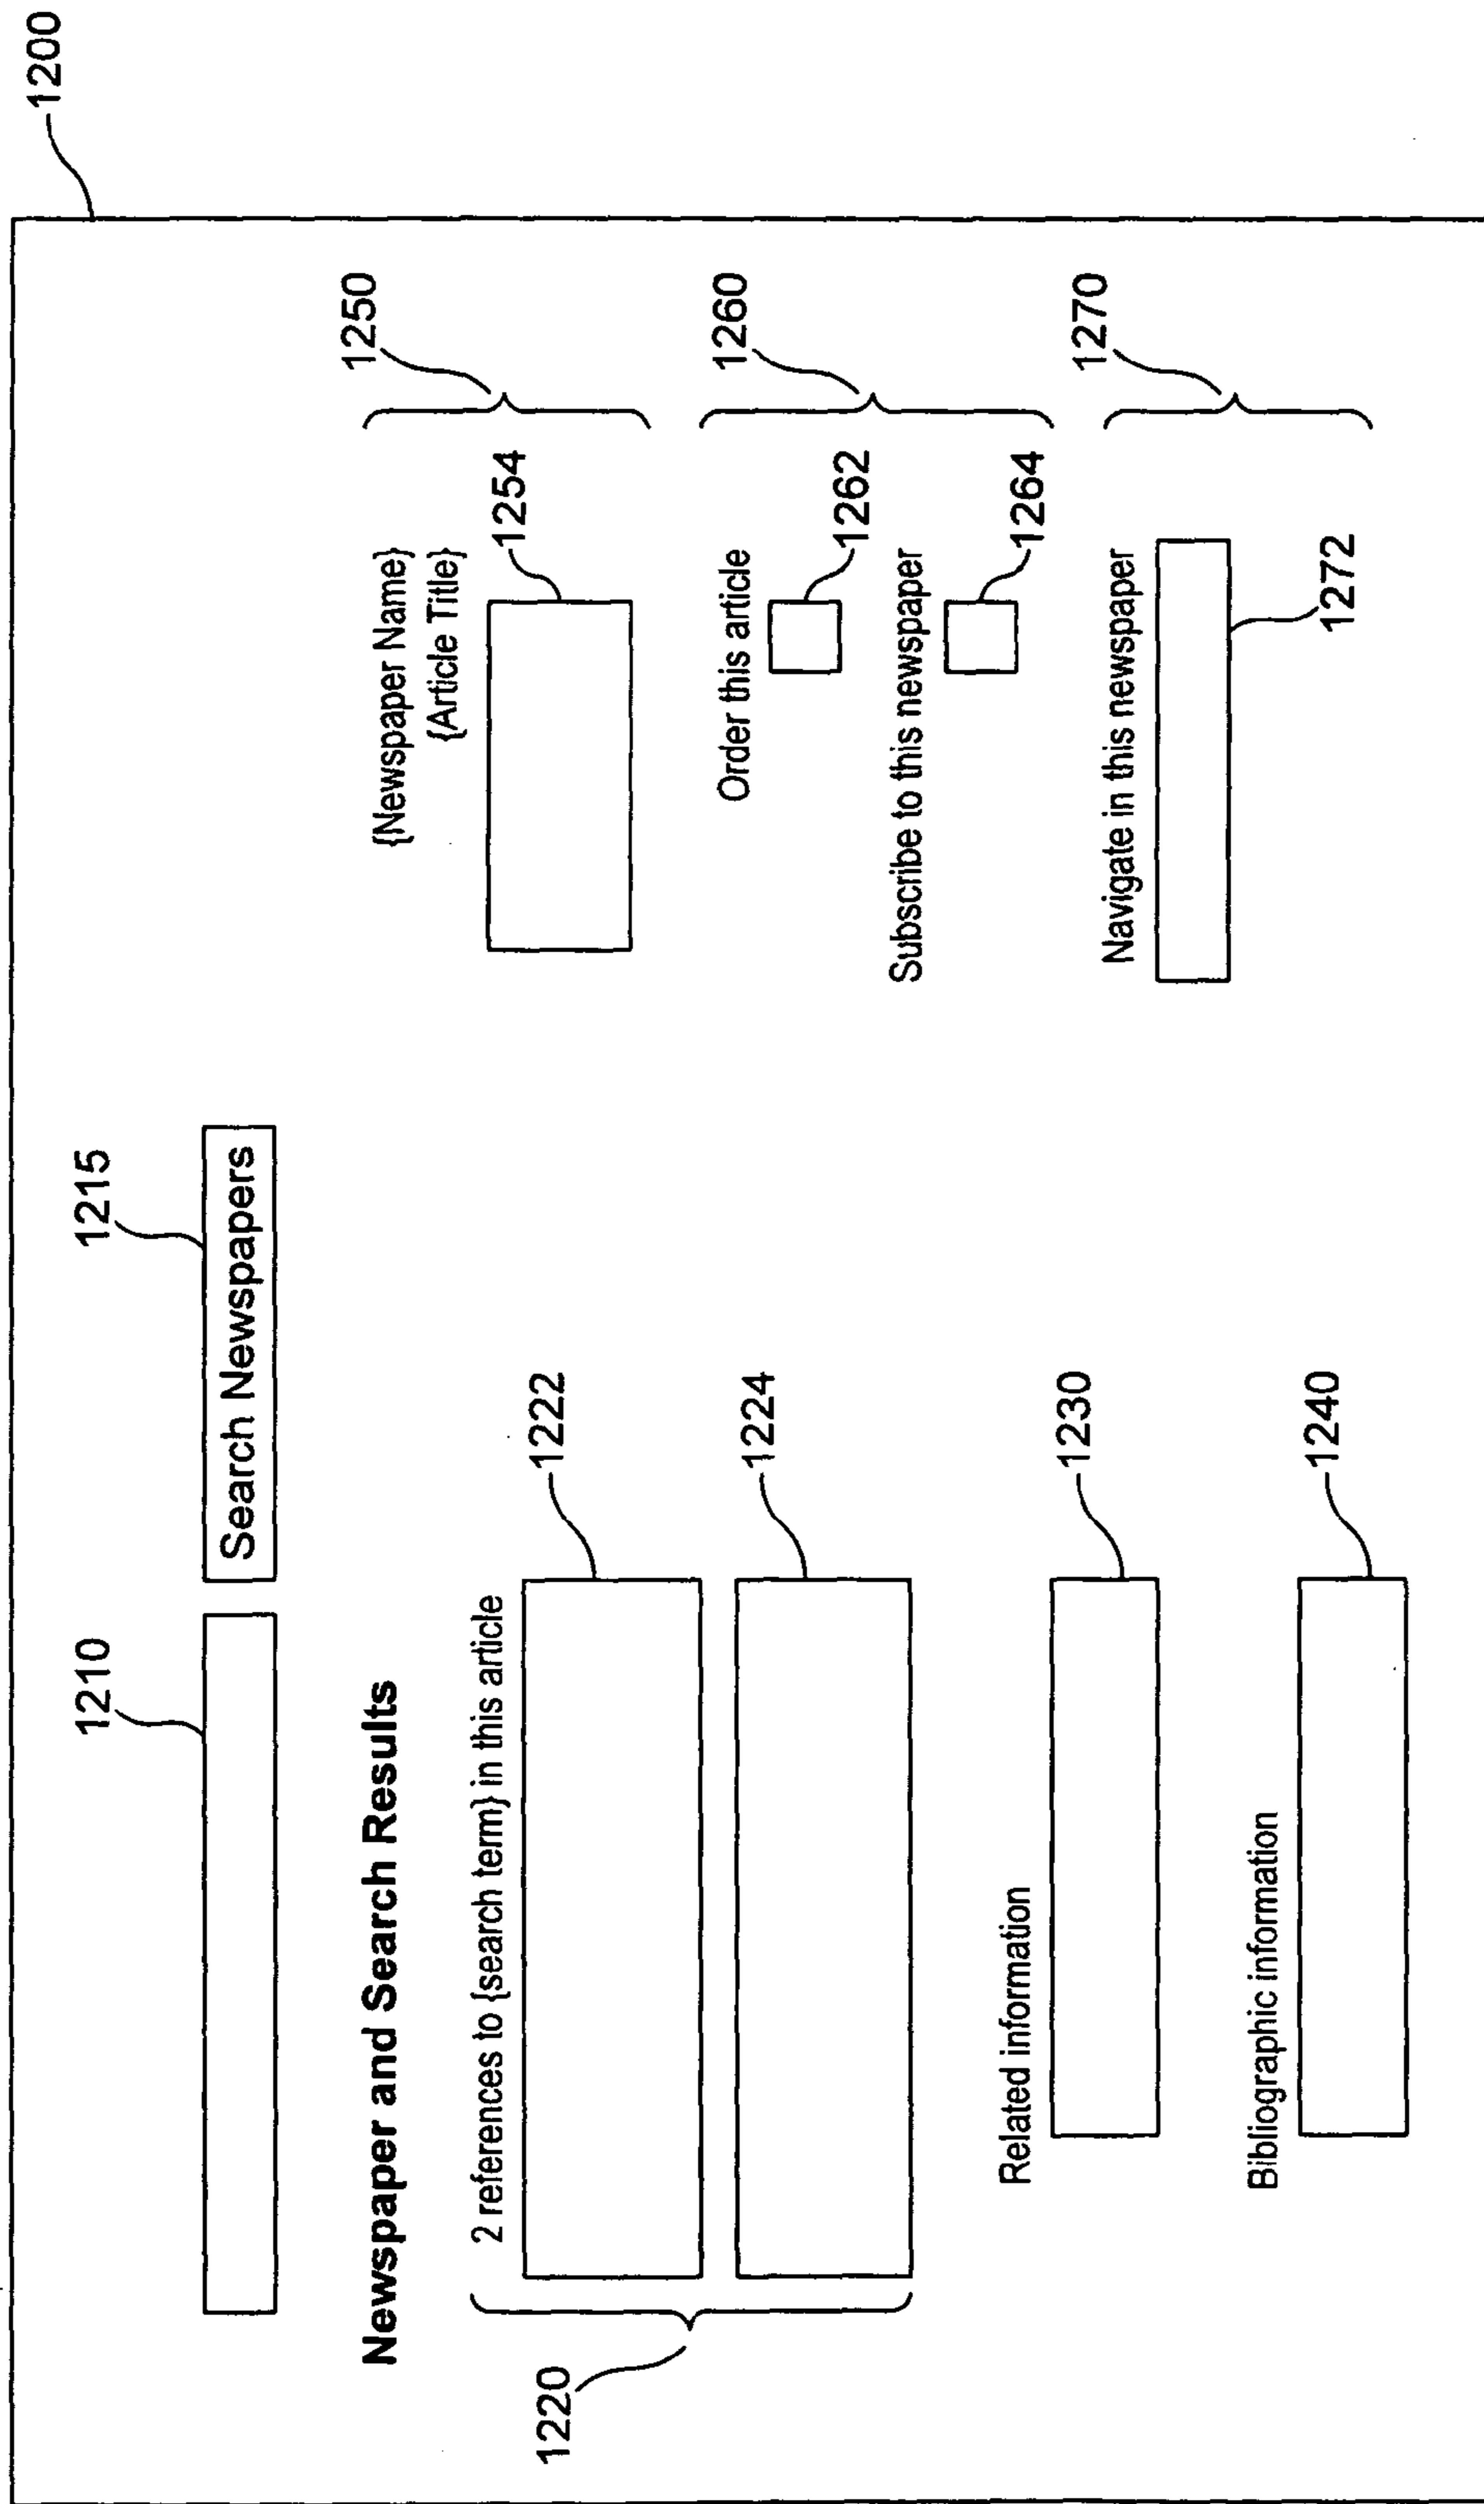 1200
1210
1215
Search Newspapers
Newspaper and Search Results
1220
2 references to {search term} in this article
1222
1224
Related information
1230
Bibliographic information
1240
{Newspaper Name}
{Article Title}
1250
1254
Order this article
1260
1262
Subscribe to this newspaper
1264
Navigate in this newspaper
1270
1272